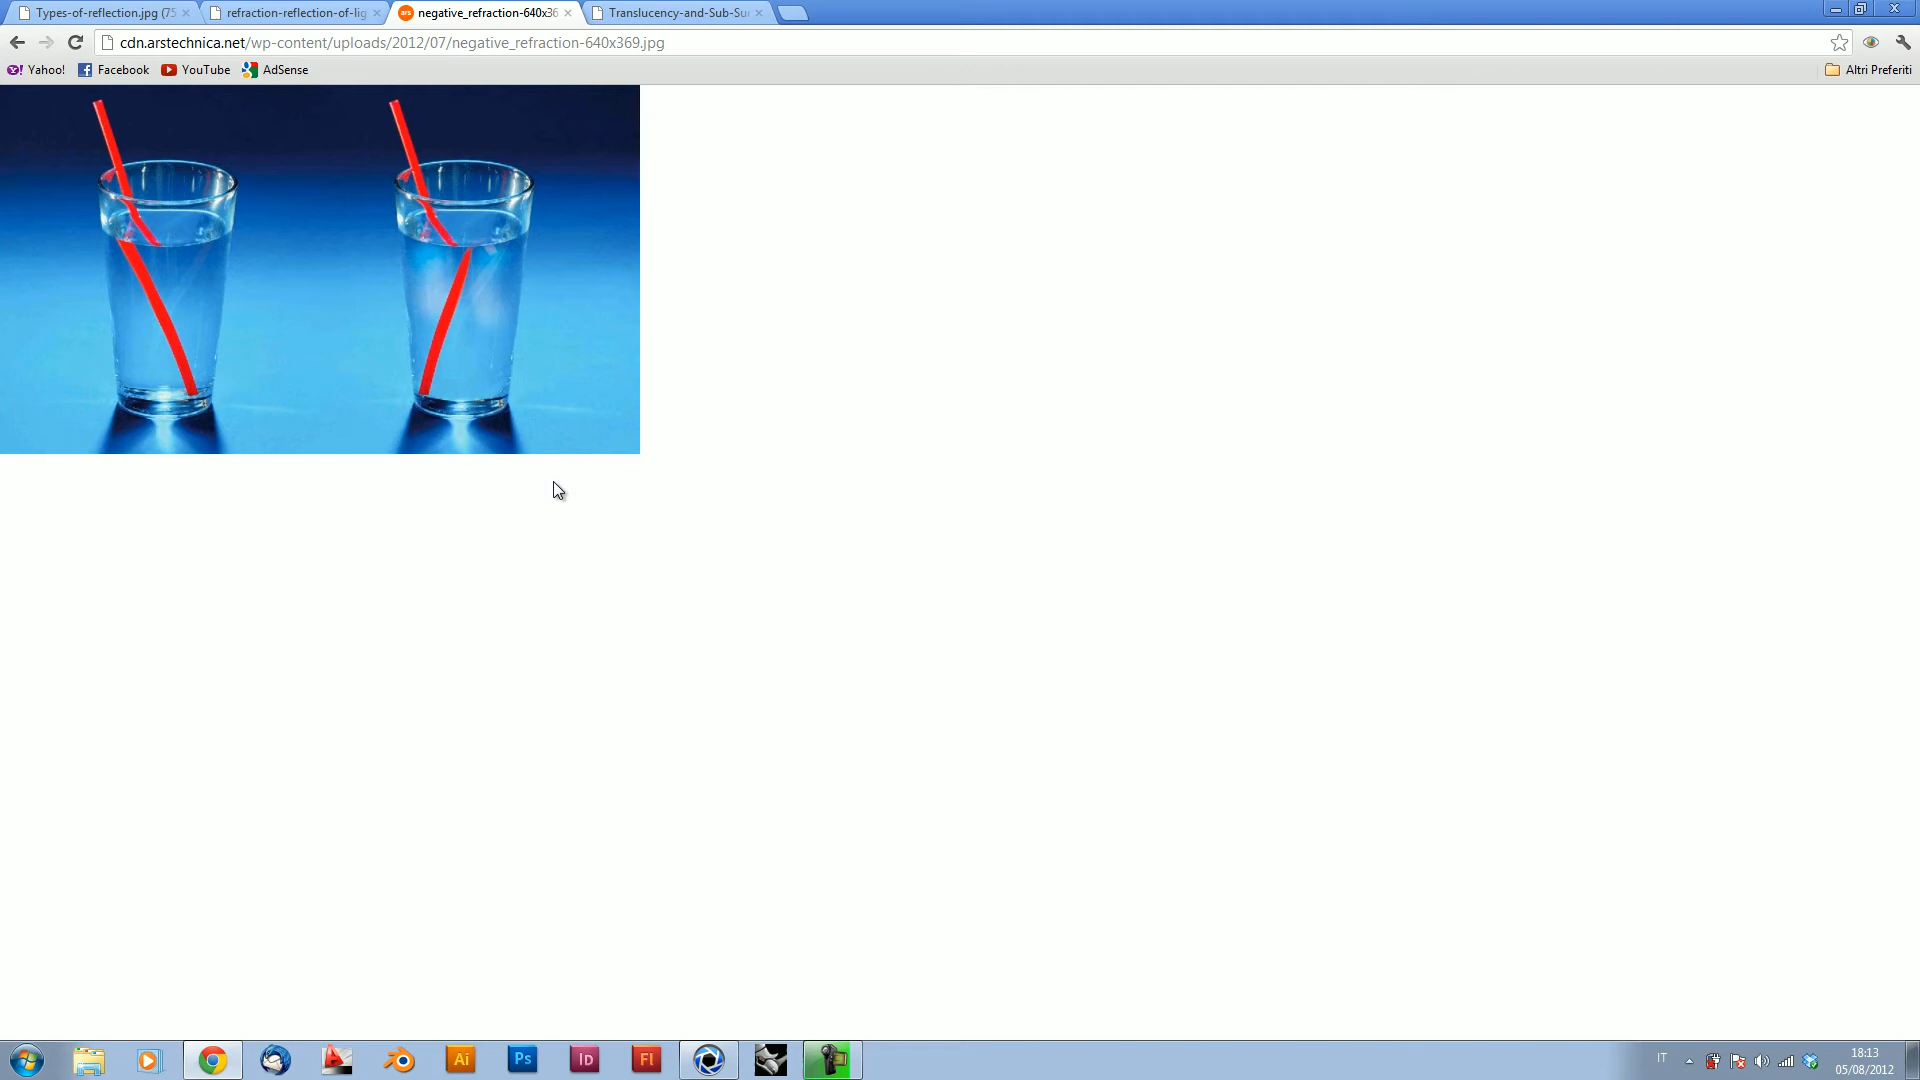 Types-of-reflection.jpg (75
refraction-reflection-of-lig
ars
negative_refraction-640x36
Translucency-and-Sub-Su
cdn.arstechnica.net/wp-content/uploads/2012/07/negative_refraction-640x369.jpg
Yahoo!
Facebook
YouTube
AdSense
Altri Preferiti
Ai
Ps
Id
Fl
IT
18:13
05/08/2012